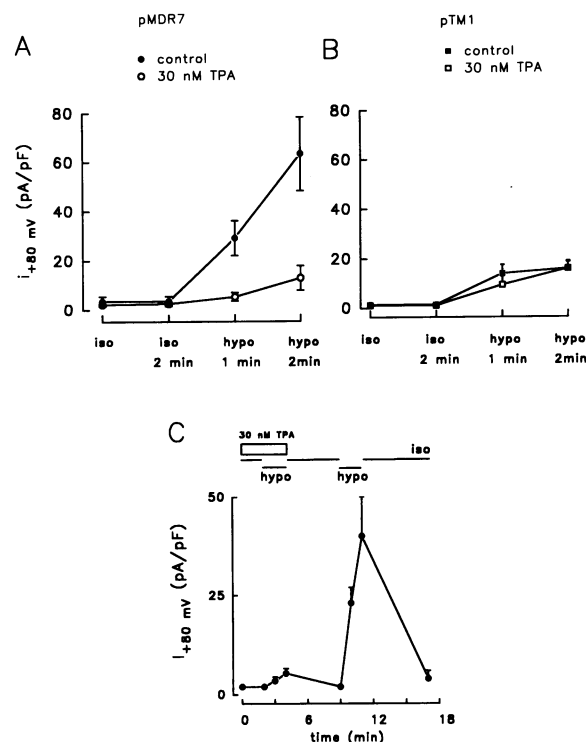 pMDR7
pTM1
A
control
30 nM TPA
B
control
30 nM TPA
80
60
40
20
0
i+80 mV (pA/pF)
iso
iso
2 min
hypo
1 min
hypo
2min
80
60
40
20
0
iso
iso
2 min
hypo
1 min
hypo
2min
C
30 nM TPA
iso
hypo
hypo
50
25
0
I+80 mV (pA/pF)
0
6
12
18
time (min)